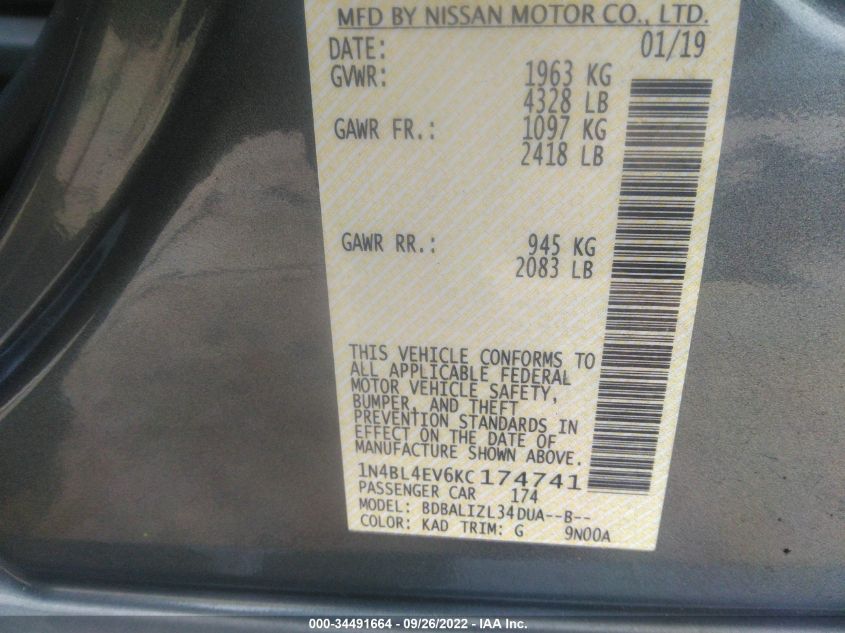 MFD BY NISSAN MOTOR CO., LTD.
DATE: 01/19
GVWR: 1963 KG
4328 LB
GAWR FR.: 1097 KG
2418 LB
GAWR RR.: 945 KG
2083 LB
THIS VEHICLE CONFORMS TO
ALL APPLICABLE FEDERAL
MOTOR VEHICLE SAFETY,
BUMPER, AND THEFT
PREVENTION STANDARDS IN
EFFECT ON THE DATE OF
MANUFACTURE SHOWN ABOVE.
1N4BL4EV6KC174741
PASSENGER CAR 174
MODEL: BDBALIZL34DUA--B--
COLOR: KAD TRIM: G 9N00A
000-34491664 - 09/26/2022 - IAA Inc.